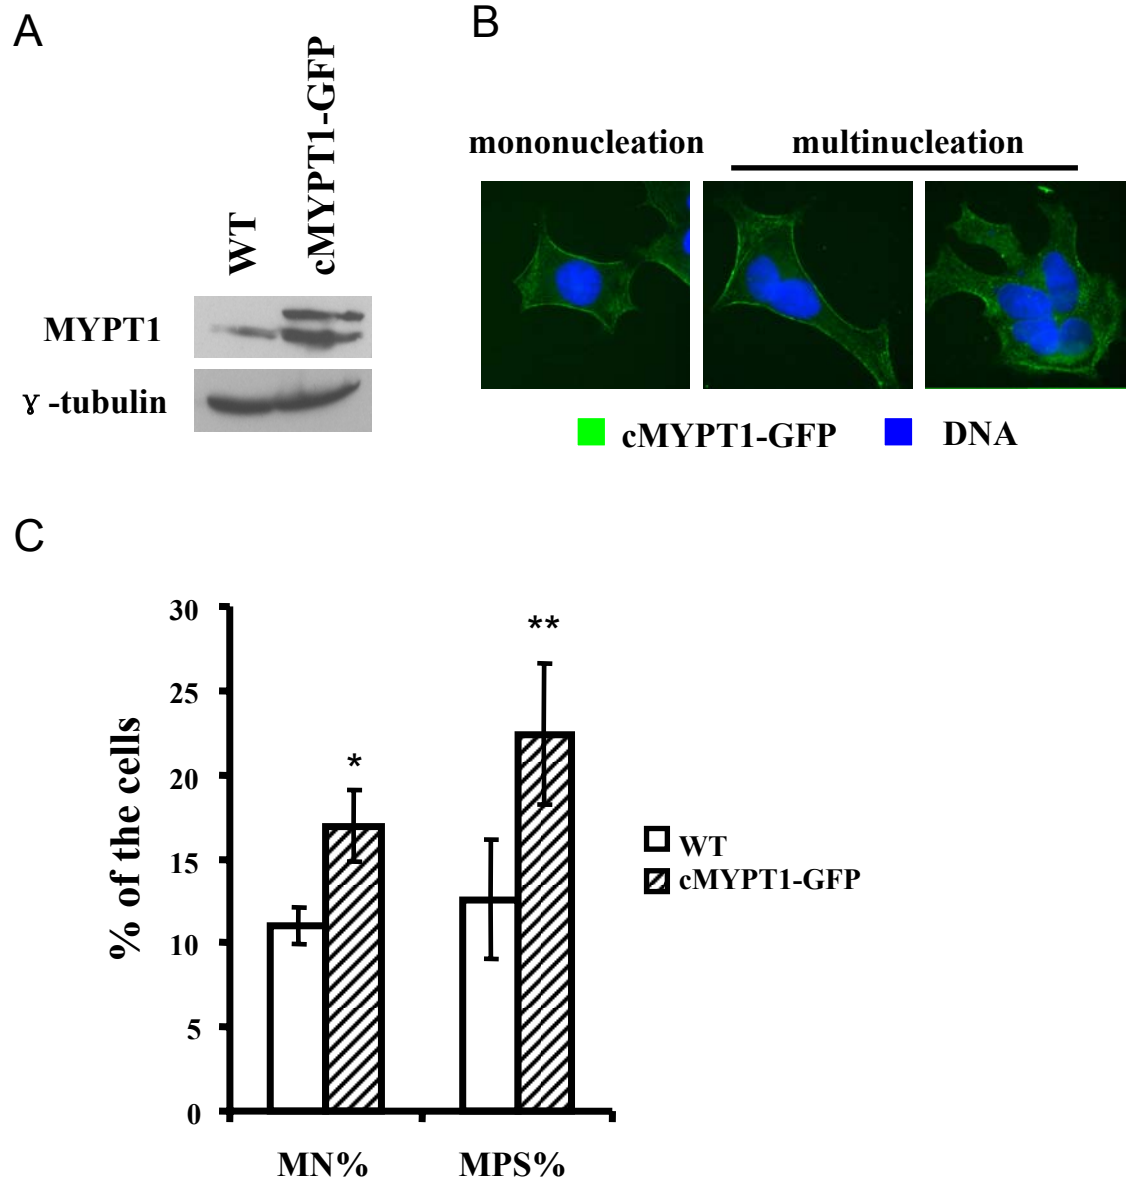 A
B
WT
cMYPT1-GFP
mononucleation
multinucleation
MYPT1
ɣ-tubulin
cMYPT1-GFP
DNA
C
30
25
20
15
10
5
0
% of the cells
*
**
WT
cMYPT1-GFP
MN%
MPS%